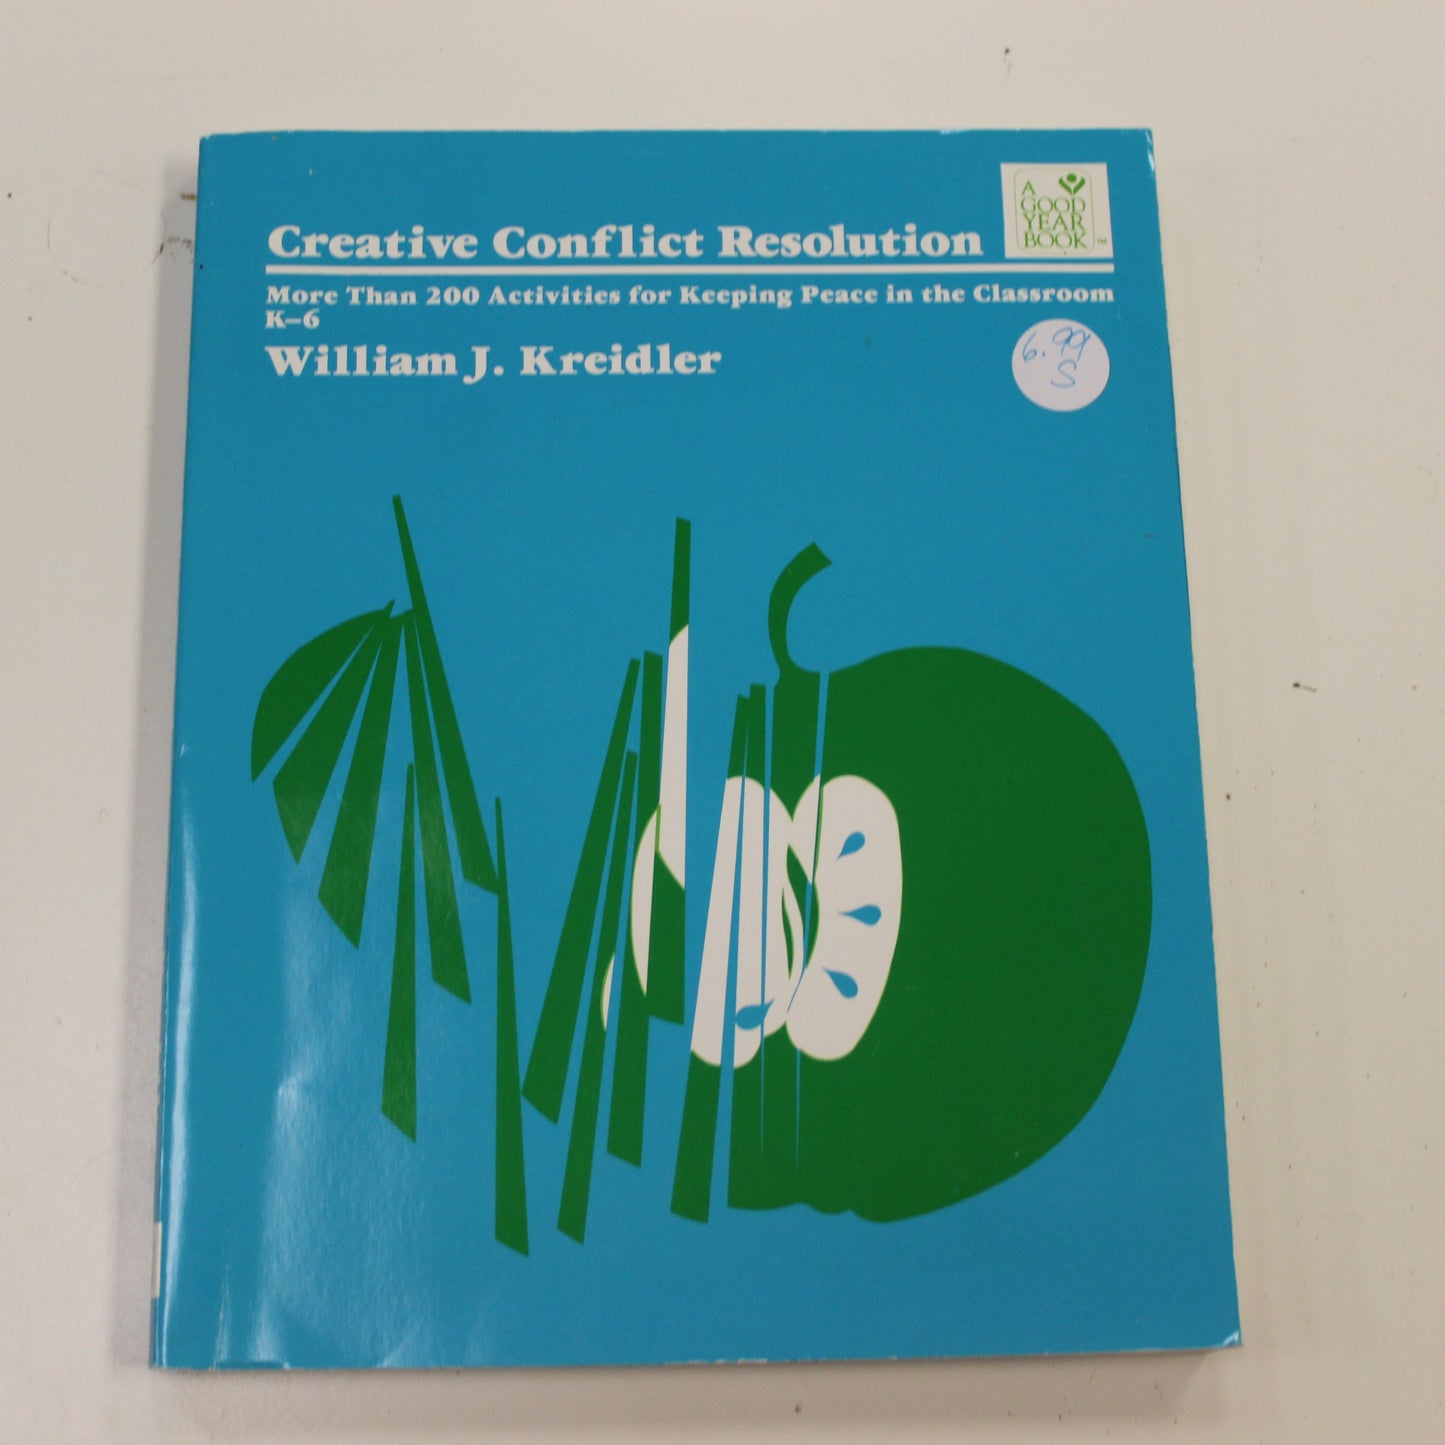 Creative Conflict Resolution
A
GOOD
YEAR
BOOK™
More Than 200 Activities for Keeping Peace in the Classroom
K–6
William J. Kreidler
6.99
S